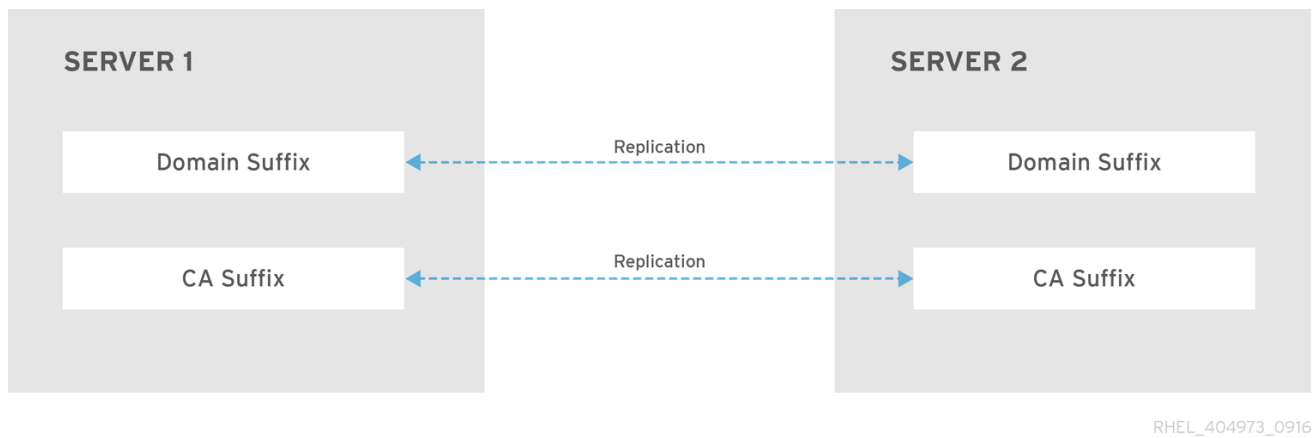 SERVER 1
SERVER 2
Domain Suffix
Replication
Domain Suffix
CA Suffix
Replication
CA Suffix
RHEL_404973_0916